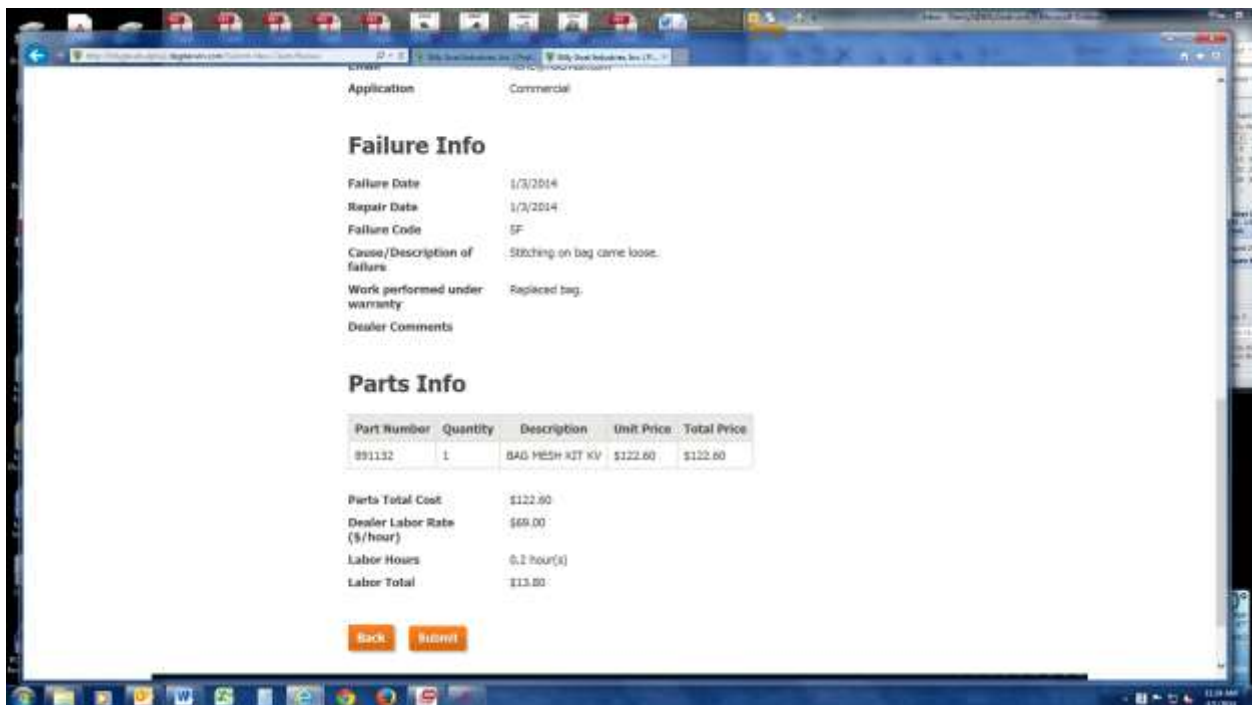 Application Commercial
Failure Info
Failure Date 1/3/2014
Repair Date 1/3/2014
Failure Code SF
Cause/Description of Stitching on bag came loose.
failure
Work performed under Replaced bag.
warranty
Dealer Comments
Parts Info
Part Number Quantity Description Unit Price Total Price
891132 1 BAG MESH KIT KV $122.60 $122.60
Parts Total Cost $122.60
Dealer Labor Rate $69.00
($/hour)
Labor Hours 0.2 hour(s)
Labor Total $13.80
Back Submit